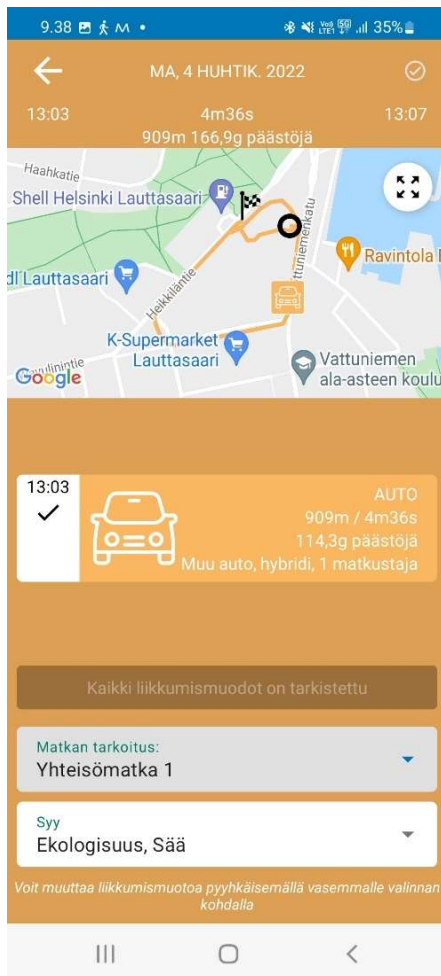 9.38
35%
MA, 4 HUHTIK. 2022
13:03
4m36s
13:07
909m 166,9g päästöjä
Haahkatie
Shell Helsinki Lauttasaari
Ravintola
Lauttasaari
Heikkiläntie
ttuniemenkatu
K-Supermarket
Lauttasaari
Vattuniemen
ala-asteen koulu
Google
13:03
AUTO
909m / 4m36s
114,3g päästöjä
Muu auto, hybridi, 1 matkustaja
Kaikki liikkumismuodot on tarkistettu
Matkan tarkoitus:
Yhteisömatka 1
Syy
Ekologisuus, Sää
Voit muuttaa liikkumismuotoa pyyhkäisemällä vasemmalle valinnan
kohdalla